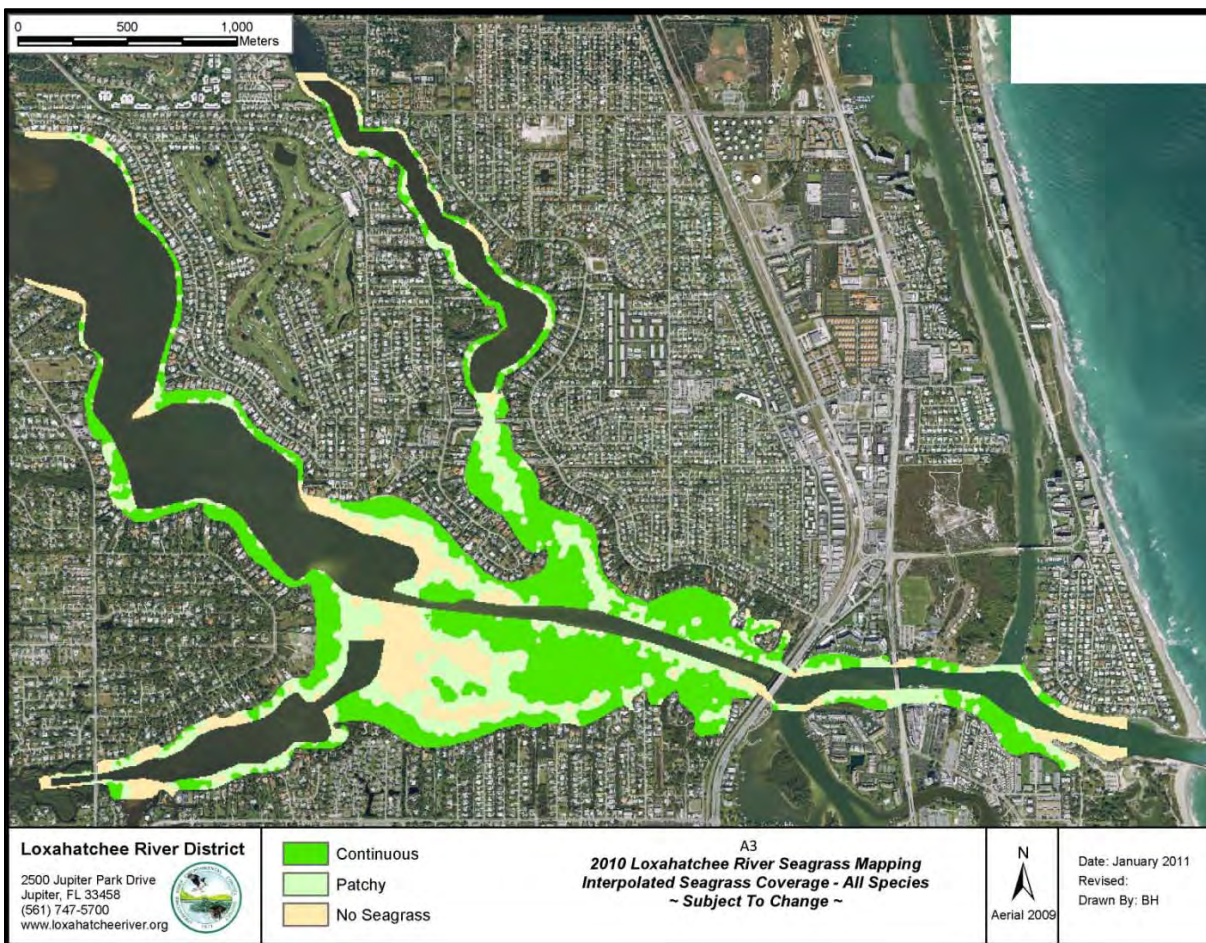 0 500 1,000
Meters
Loxahatchee River District
2500 Jupiter Park Drive
Jupiter, FL 33458
(561) 747-5700
www.loxahatcheeriver.org
Continuous
Patchy
No Seagrass
A3
2010 Loxahatchee River Seagrass Mapping
Interpolated Seagrass Coverage - All Species
~ Subject To Change ~
N
Aerial 2009
Date: January 2011
Revised:
Drawn By: BH